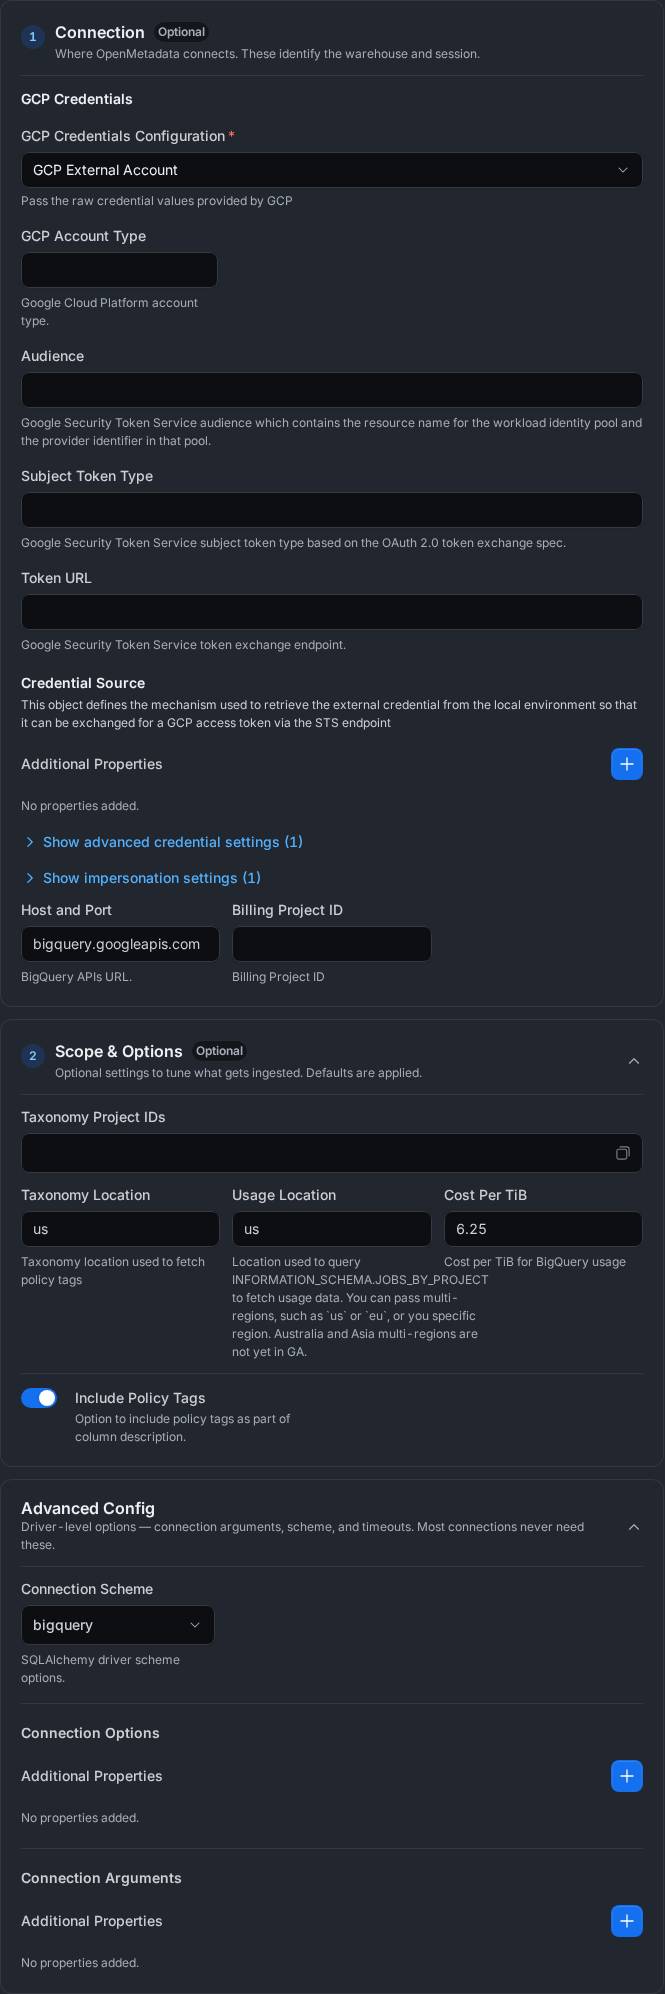 1
Connection
Optional
Where OpenMetadata connects. These identify the warehouse and session.
GCP Credentials
GCP Credentials Configuration *
GCP External Account
Pass the raw credential values provided by GCP
GCP Account Type
Google Cloud Platform account
type.
Audience
Google Security Token Service audience which contains the resource name for the workload identity pool and
the provider identifier in that pool.
Subject Token Type
Google Security Token Service subject token type based on the OAuth 2.0 token exchange spec.
Token URL
Google Security Token Service token exchange endpoint.
Credential Source
This object defines the mechanism used to retrieve the external credential from the local environment so that
it can be exchanged for a GCP access token via the STS endpoint
Additional Properties
No properties added.
Show advanced credential settings (1)
Show impersonation settings (1)
Host and Port
bigquery.googleapis.com
BigQuery APIs URL.
Billing Project ID
Billing Project ID
2
Scope & Options
Optional
Optional settings to tune what gets ingested. Defaults are applied.
Taxonomy Project IDs
Taxonomy Location
us
Taxonomy location used to fetch
policy tags
Usage Location
us
Location used to query
INFORMATION_SCHEMA.JOBS_BY_PROJECT
to fetch usage data. You can pass multi-
regions, such as `us` or `eu`, or you specific
region. Australia and Asia multi-regions are
not yet in GA.
Cost Per TiB
6.25
Cost per TiB for BigQuery usage
Include Policy Tags
Option to include policy tags as part of
column description.
Advanced Config
Driver-level options — connection arguments, scheme, and timeouts. Most connections never need
these.
Connection Scheme
bigquery
SQLAlchemy driver scheme
options.
Connection Options
Additional Properties
No properties added.
Connection Arguments
Additional Properties
No properties added.